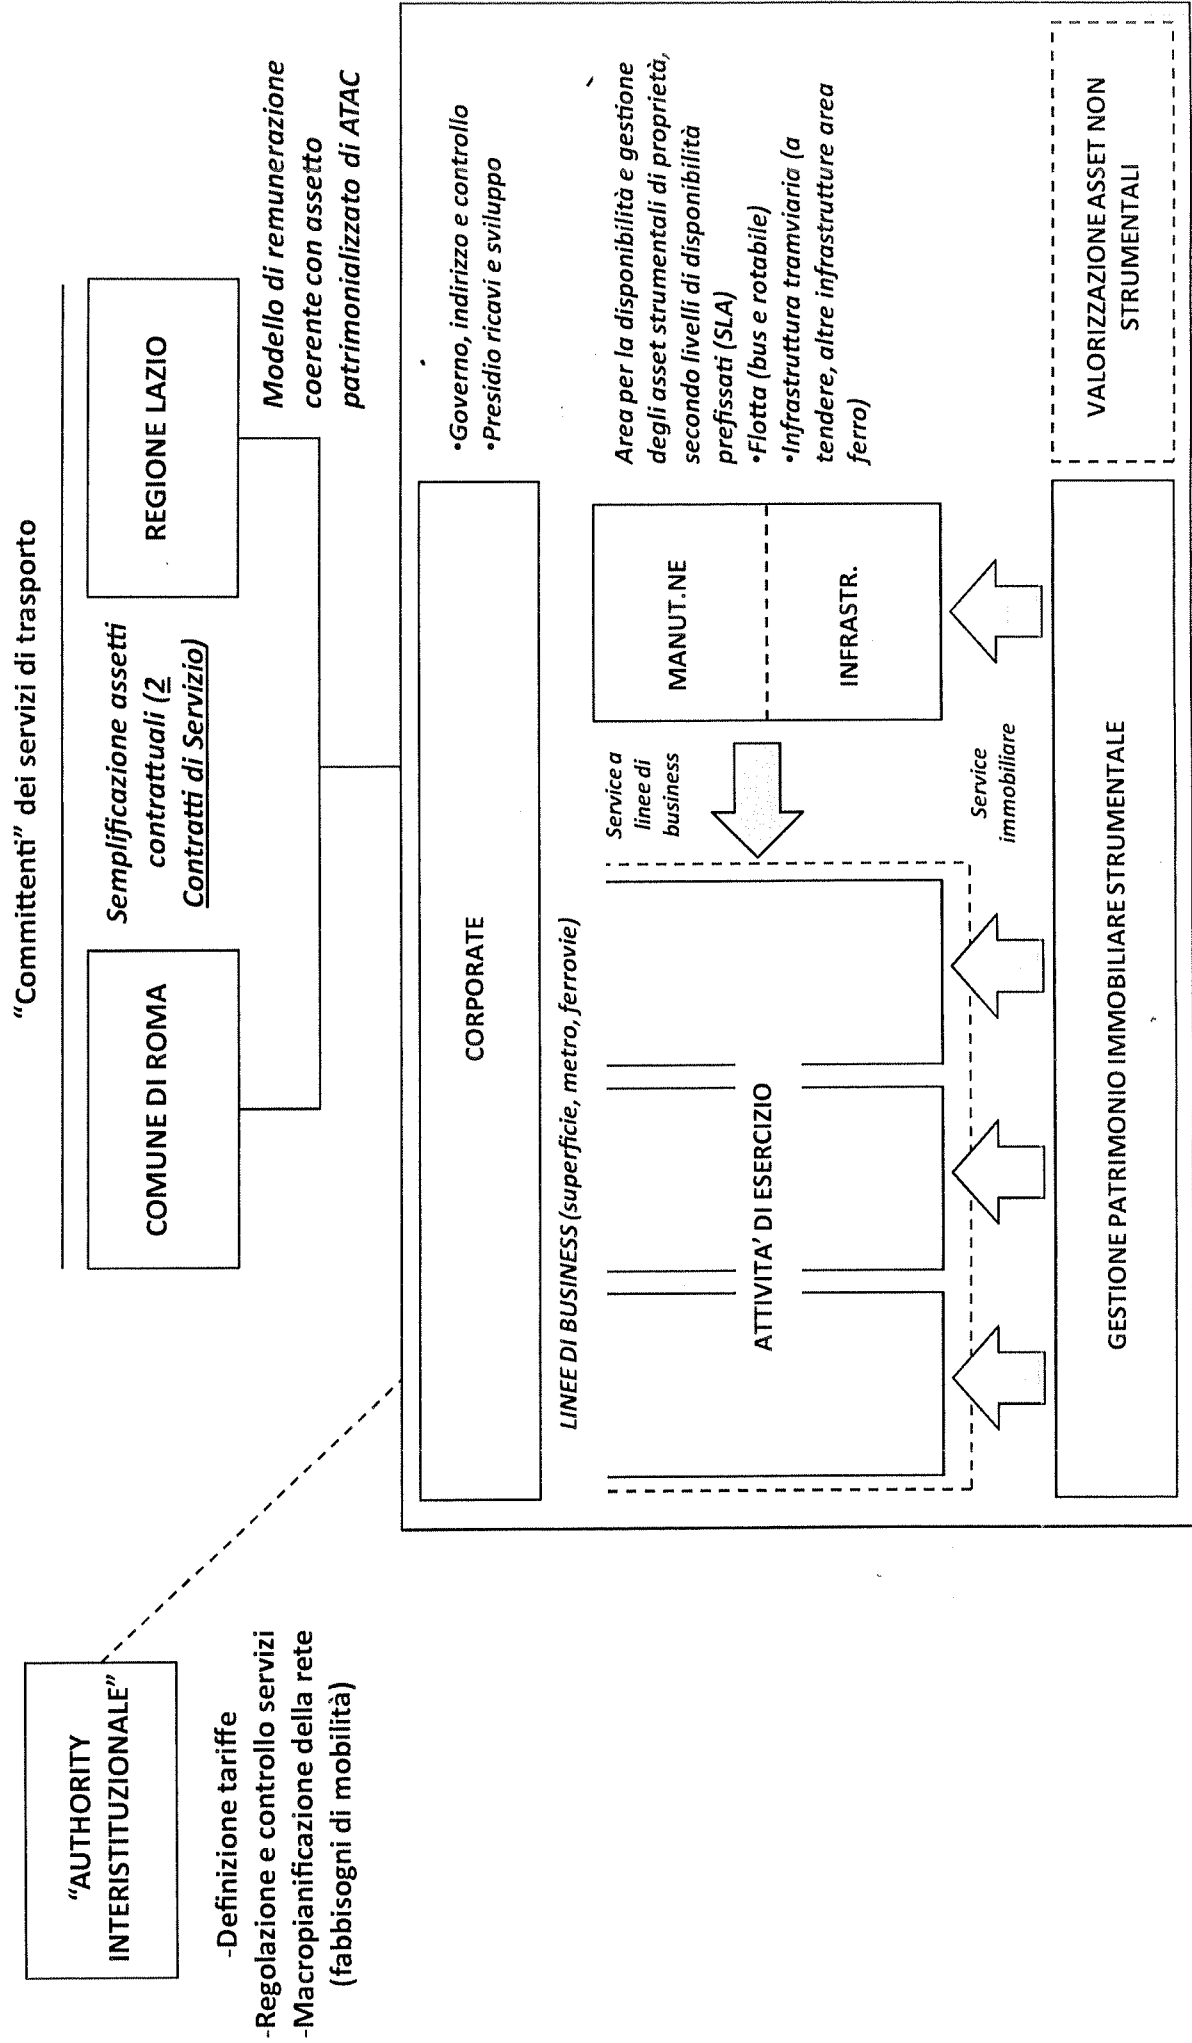 "Committenti" dei servizi di trasporto
"AUTHORITY
INTERISTITUZIONALE"
-Definizione tariffe
-Regolazione e controllo servizi
-Macropianificazione della rete
(fabbisogni di mobilità)
COMUNE DI ROMA
Semplificazione assetti
contrattuali (2
Contratti di Servizio)
REGIONE LAZIO
Modello di remunerazione
coerente con assetto
patrimonializzato di ATAC
CORPORATE
•Governo, indirizzo e controllo
•Presidio ricavi e sviluppo
LINEE DI BUSINESS (superficie, metro, ferrovie)
ATTIVITA' DI ESERCIZIO
Service a
linee di
business
MANUT.NE
INFRASTR.
Area per la disponibilità e gestione
degli asset strumentali di proprietà,
secondo livelli di disponibilità
prefissati (SLA)
•Flotta (bus e rotabile)
•Infrastruttura tramviaria (a
tendere, altre infrastrutture area
ferro)
Service
immobiliare
GESTIONE PATRIMONIO IMMOBILIARE STRUMENTALE
VALORIZZAZIONE ASSET NON
STRUMENTALI